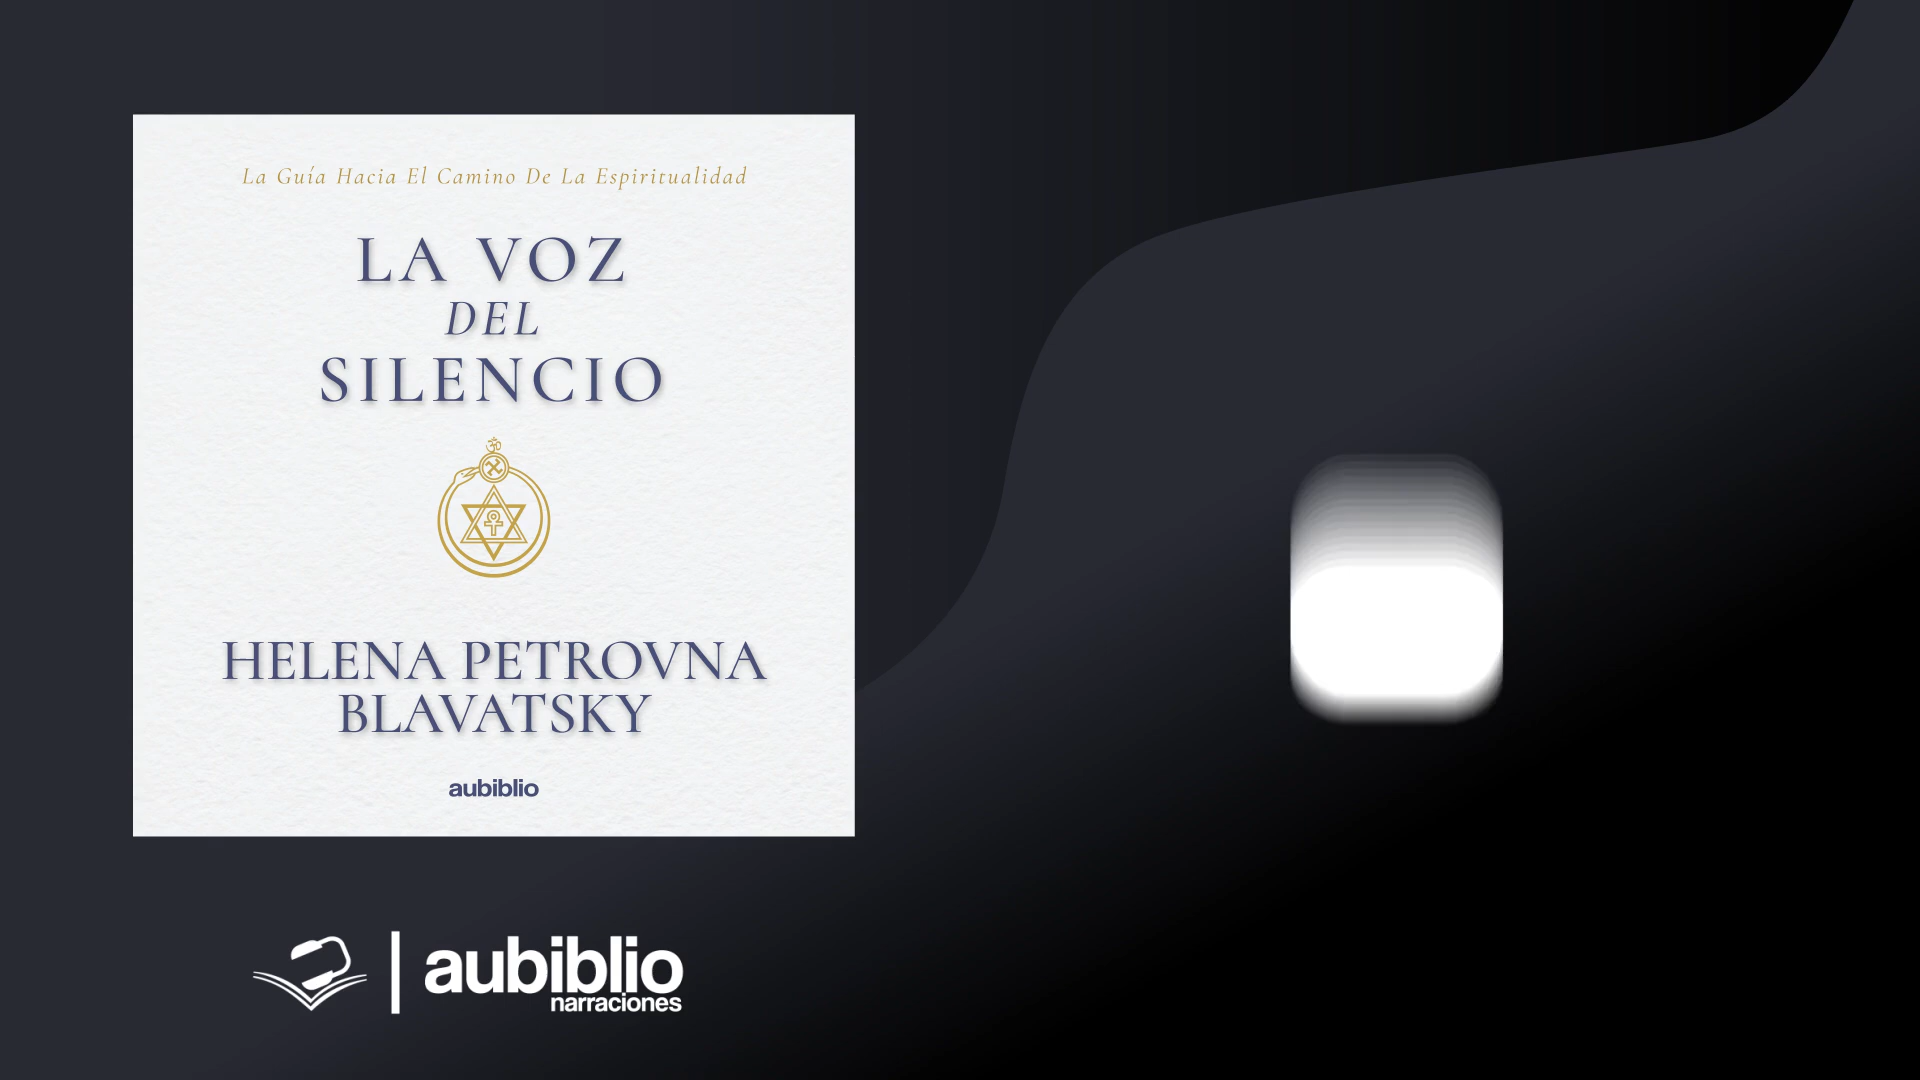 La Guía Hacia El Camino De La Espiritualidad
LA VOZ
DEL
SILENCIO
ॐ
HELENA PETROVNA
BLAVATSKY
aubiblio
aubiblio
narraciones